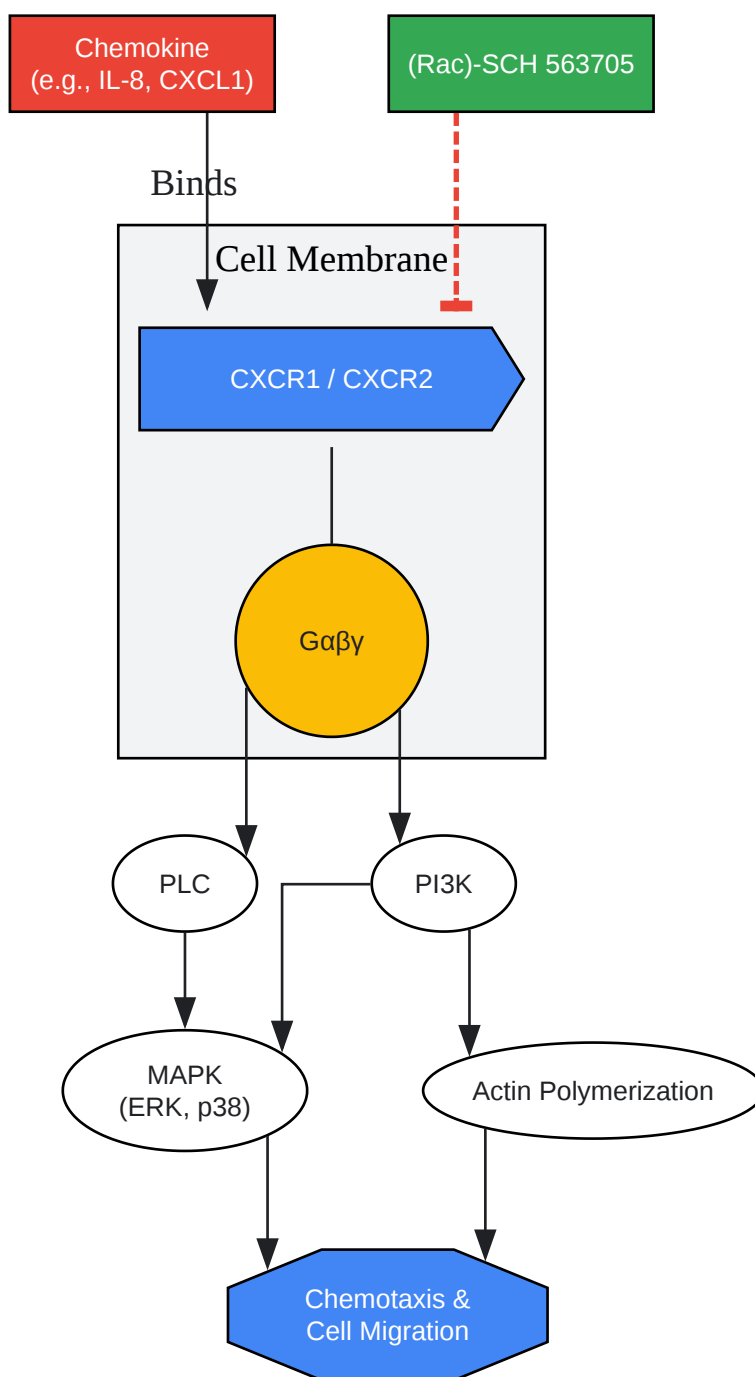 Chemokine
(e.g., IL-8, CXCL1)
(Rac)-SCH 563705
Binds
Cell Membrane
CXCR1 / CXCR2
Gαβγ
PLC
PI3K
MAPK
(ERK, p38)
Actin Polymerization
Chemotaxis &
Cell Migration